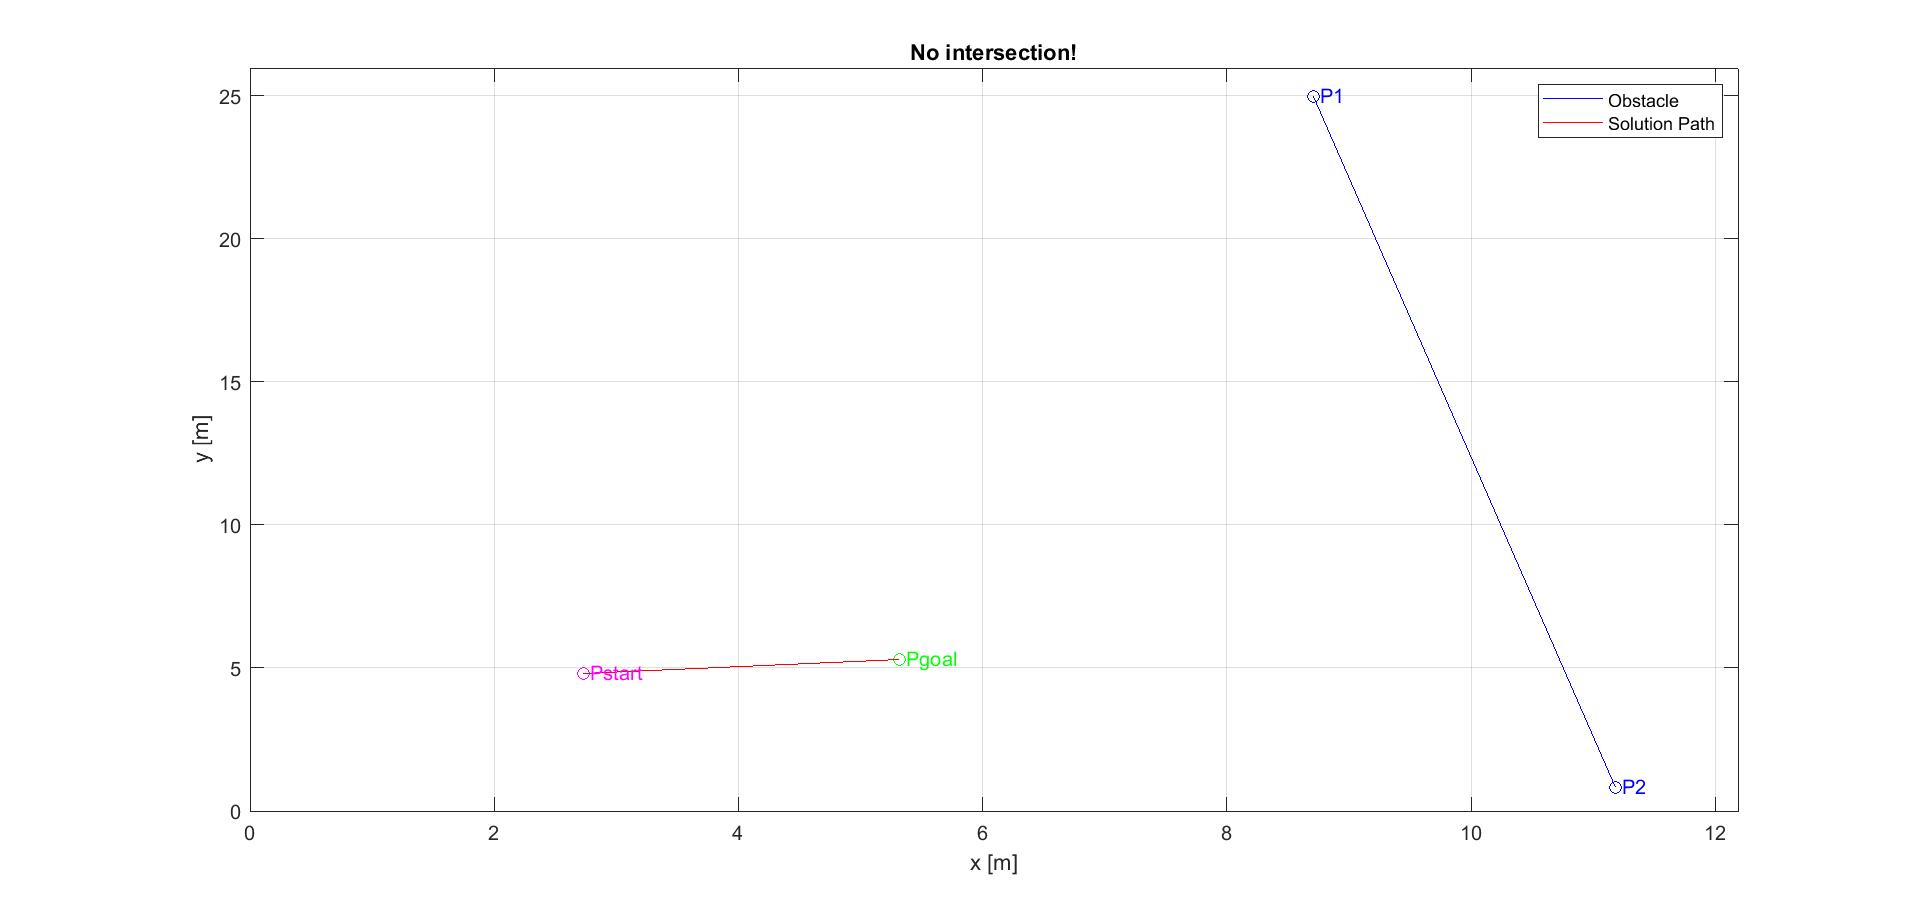 No intersection!
25
20
15
10
5
0
y [m]
P1
Obstacle
Solution Path
Pstart
Pgoal
P2
0
2
4
6
8
10
12
x [m]